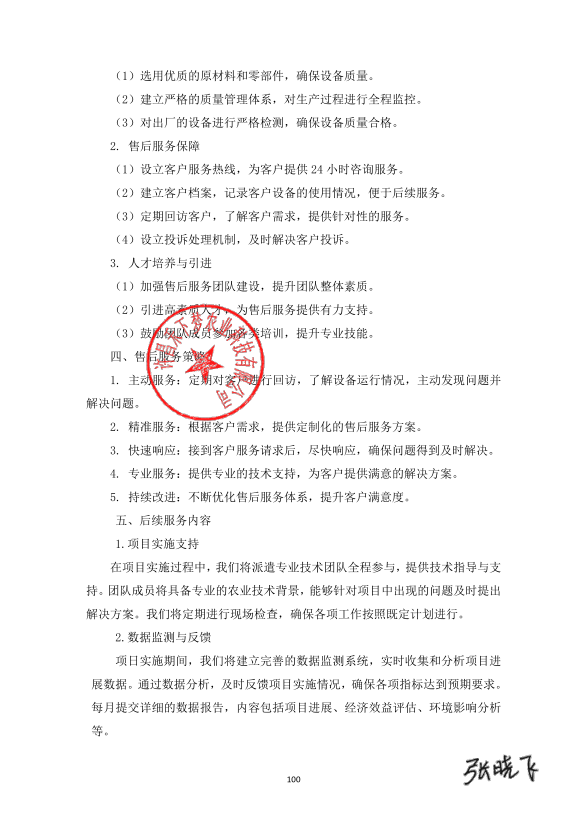 （1）选用优质的原材料和零部件，确保设备质量。
（2）建立严格的质量管理体系，对生产过程进行全程监控。
（3）对出厂的设备进行严格检测，确保设备质量合格。
2. 售后服务保障
（1）设立客户服务热线，为客户提供 24 小时咨询服务。
（2）建立客户档案，记录客户设备的使用情况，便于后续服务。
（3）定期回访客户，了解客户需求，提供针对性的服务。
（4）设立投诉处理机制，及时解决客户投诉。
3. 人才培养与引进
（1）加强售后服务团队建设，提升团队整体素质。
（2）引进高素质人才，为售后服务提供有力支持。
（3）鼓励团队成员参加各类培训，提升专业技能。
四、售后服务策略
1. 主动服务：定期对客户进行回访，了解设备运行情况，主动发现问题并
解决问题。
2. 精准服务：根据客户需求，提供定制化的售后服务方案。
3. 快速响应：接到客户服务请求后，尽快响应，确保问题得到及时解决。
4. 专业服务：提供专业的技术支持，为客户提供满意的解决方案。
5. 持续改进：不断优化售后服务体系，提升客户满意度。
五、后续服务内容
1.项目实施支持
在项目实施过程中，我们将派遣专业技术团队全程参与，提供技术指导与支
持。团队成员将具备专业的农业技术背景，能够针对项目中出现的问题及时提出
解决方案。我们将定期进行现场检查，确保各项工作按照既定计划进行。
2.数据监测与反馈
项日实施期间，我们将建立完善的数据监测系统，实时收集和分析项目进
展数据。通过数据分析，及时反馈项目实施情况，确保各项指标达到预期要求。
每月提交详细的数据报告，内容包括项目进展、经济效益评估、环境影响分析
等。
张晓飞
100